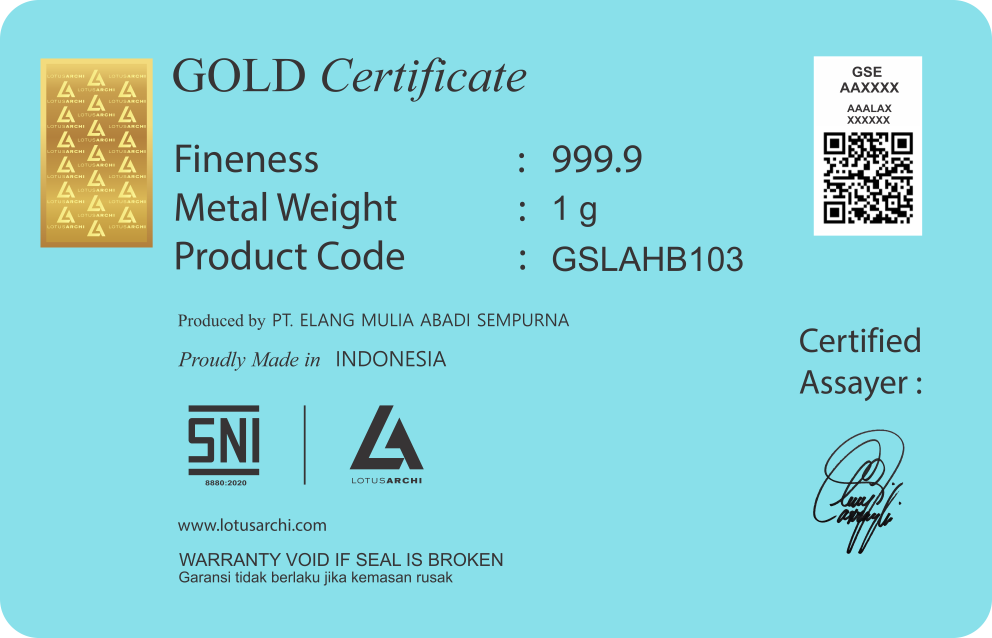 GOLD Certificate
Fineness : 999.9
Metal Weight : 1 g
Product Code : GSLAHB103
GSE
AAXXXX
AAALAX
XXXXXX
Produced by PT. ELANG MULIA ABADI SEMPURNA
Proudly Made in INDONESIA
Certified
Assayer :
SNI
8880:2020
LA
LOTUSARCHI
www.lotusarchi.com
WARRANTY VOID IF SEAL IS BROKEN
Garansi tidak berlaku jika kemasan rusak